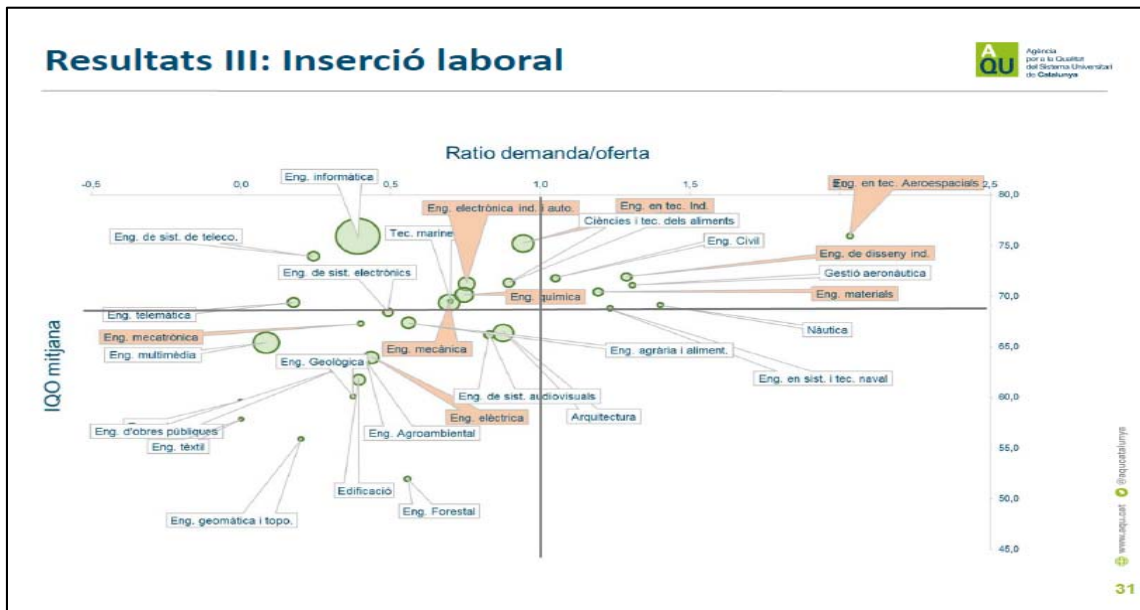 Resultats III: Inserció laboral
AQU
Agència
per a la Qualitat
del Sistema Universitari
de Catalunya
Ratio demanda/oferta
-0,5
0,0
0,5
1,0
1,5
2,5
80,0
Eng. informàtica
Eng. en tec. Aeroespacials
Eng. electrònica ind. i auto.
Eng. en tec. Ind.
Ciències i tec. dels aliments
Tec. marine
Eng. de sist. de teleco.
Eng. Civil
75,0
Eng. de disseny ind.
Eng. de sist. electrònics
Gestió aeronàutica
Eng. química
Eng. materials
70,0
Eng. telemàtica
Nàutica
Eng. mecatrònica
Eng. mecànica
Eng. agrària i aliment.
65,0
Eng. multimèdia
Eng. Geològica
Eng. en sist. i tec. naval
IQO mitjana
Eng. de sist. audiovisuals
60,0
Eng. elèctrica
Arquitectura
Eng. d'obres públiques
Eng. Agroambiental
Eng. tèxtil
55,0
Edificació
Eng. Forestal
Eng. geomàtica i topo.
50,0
45,0
www.aqu.cat @aqucatalunya
31